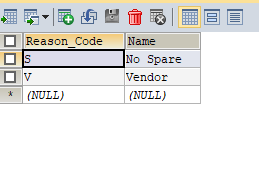 Reason_Code Name
S No Spare
V Vendor
* (NULL) (NULL)